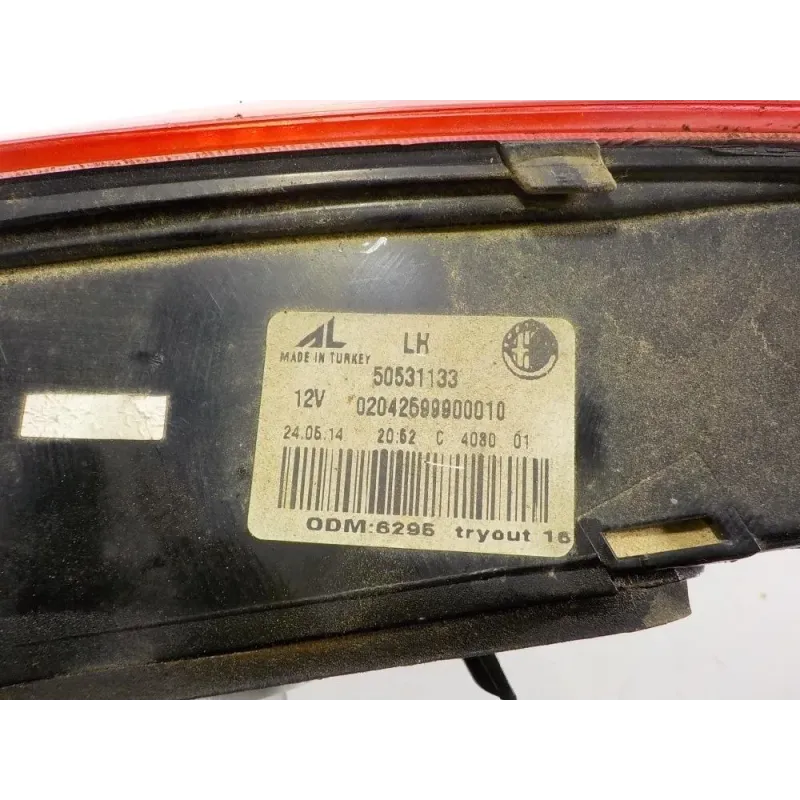 AL LH
MADE IN TURKEY
50531133
12V 02042599900010
24.05.14 20:52 C 4080 01
ODM:6295 tryout 16